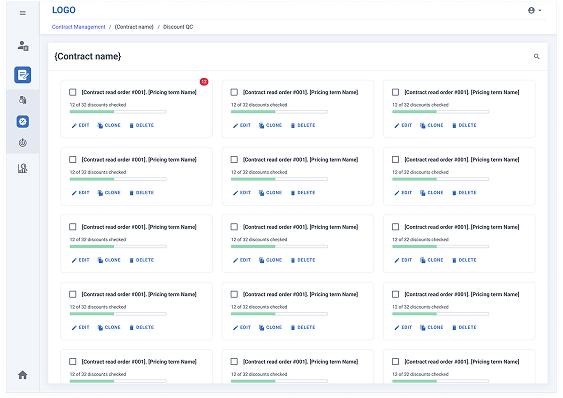 LOGO
Contract Management / {Contract name} / Discount QC
{Contract name}
12
[Contract read order #001]. [Pricing term Name] [Contract read order #001]. [Pricing term Name] [Contract read order #001]. [Pricing term Name]
12 of 32 discounts checked 12 of 32 discounts checked 12 of 32 discounts checked
EDIT CLONE DELETE EDIT CLONE DELETE EDIT CLONE DELETE
[Contract read order #001]. [Pricing term Name] [Contract read order #001]. [Pricing term Name] [Contract read order #001]. [Pricing term Name]
12 of 32 discounts checked 12 of 32 discounts checked 12 of 32 discounts checked
EDIT CLONE DELETE EDIT CLONE DELETE EDIT CLONE DELETE
[Contract read order #001]. [Pricing term Name] [Contract read order #001]. [Pricing term Name] [Contract read order #001]. [Pricing term Name]
12 of 32 discounts checked 12 of 32 discounts checked 12 of 32 discounts checked
EDIT CLONE DELETE EDIT CLONE DELETE EDIT CLONE DELETE
[Contract read order #001]. [Pricing term Name] [Contract read order #001]. [Pricing term Name] [Contract read order #001]. [Pricing term Name]
12 of 32 discounts checked 12 of 32 discounts checked 12 of 32 discounts checked
EDIT CLONE DELETE EDIT CLONE DELETE EDIT CLONE DELETE
[Contract read order #001]. [Pricing term Name] [Contract read order #001]. [Pricing term Name] [Contract read order #001]. [Pricing term Name]
12 of 32 discounts checked 12 of 32 discounts checked 12 of 32 discounts checked